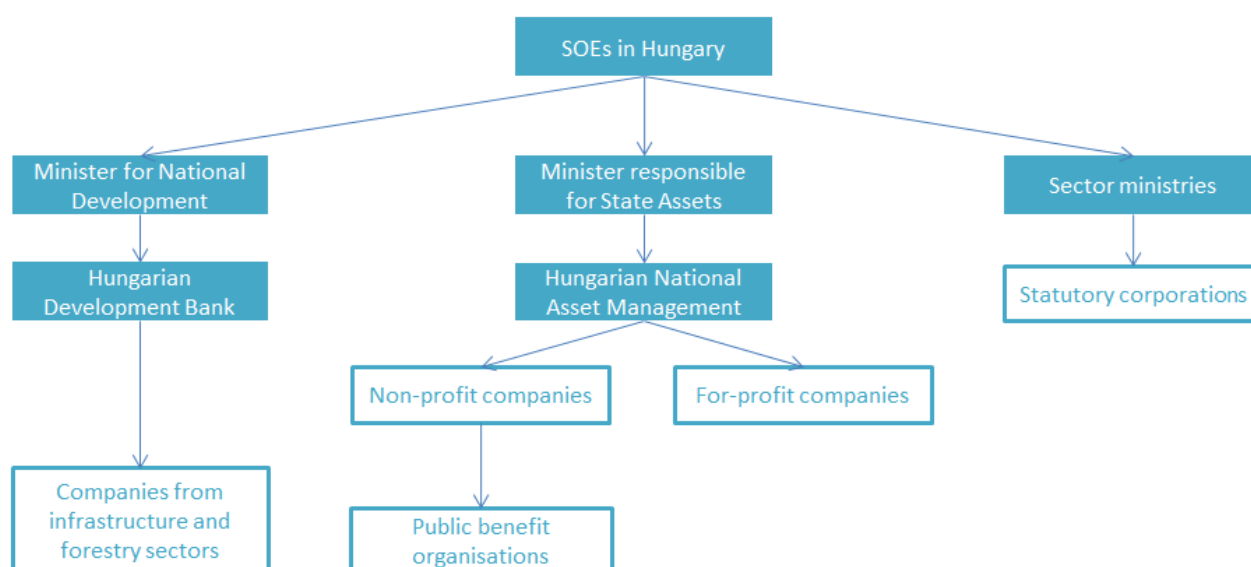 SOEs in Hungary
Minister for National
Development
Minister responsible
for State Assets
Sector ministries
Hungarian
Development Bank
Hungarian National
Asset Management
Statutory corporations
Non-profit companies
For-profit companies
Companies from
infrastructure and
forestry sectors
Public benefit
organisations